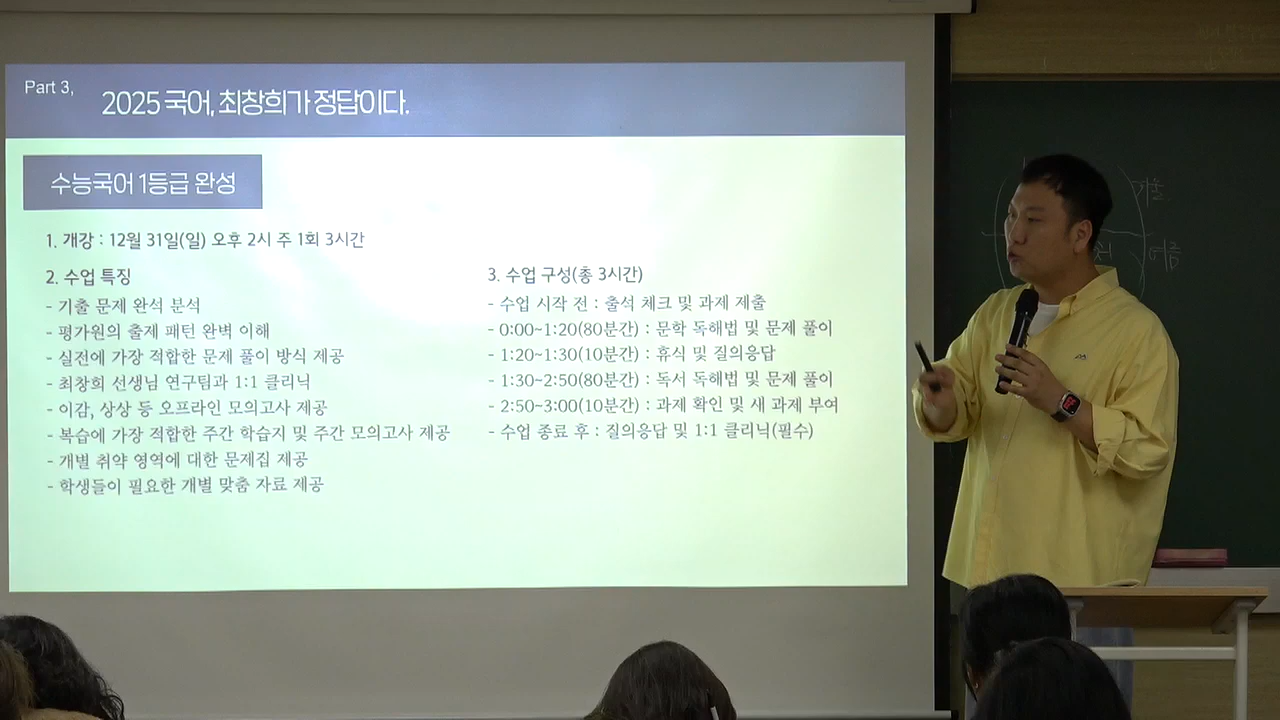 Part 3,
2025 국어, 최창희가 정답이다.
수능국어 1등급 완성
1. 개강 : 12월 31일(일) 오후 2시 주 1회 3시간
2. 수업 특징
- 기출 문제 완석 분석
- 평가원의 출제 패턴 완벽 이해
- 실전에 가장 적합한 문제 풀이 방식 제공
- 최창희 선생님 연구팀과 1:1 클리닉
- 이감, 상상 등 오프라인 모의고사 제공
- 복습에 가장 적합한 주간 학습지 및 주간 모의고사 제공
- 개별 취약 영역에 대한 문제집 제공
- 학생들이 필요한 개별 맞춤 자료 제공
3. 수업 구성(총 3시간)
- 수업 시작 전 : 출석 체크 및 과제 제출
- 0:00~1:20(80분간) : 문학 독해법 및 문제 풀이
- 1:20~1:30(10분간) : 휴식 및 질의응답
- 1:30~2:50(80분간) : 독서 독해법 및 문제 풀이
- 2:50~3:00(10분간) : 과제 확인 및 새 과제 부여
- 수업 종료 후 : 질의응답 및 1:1 클리닉(필수)
기출